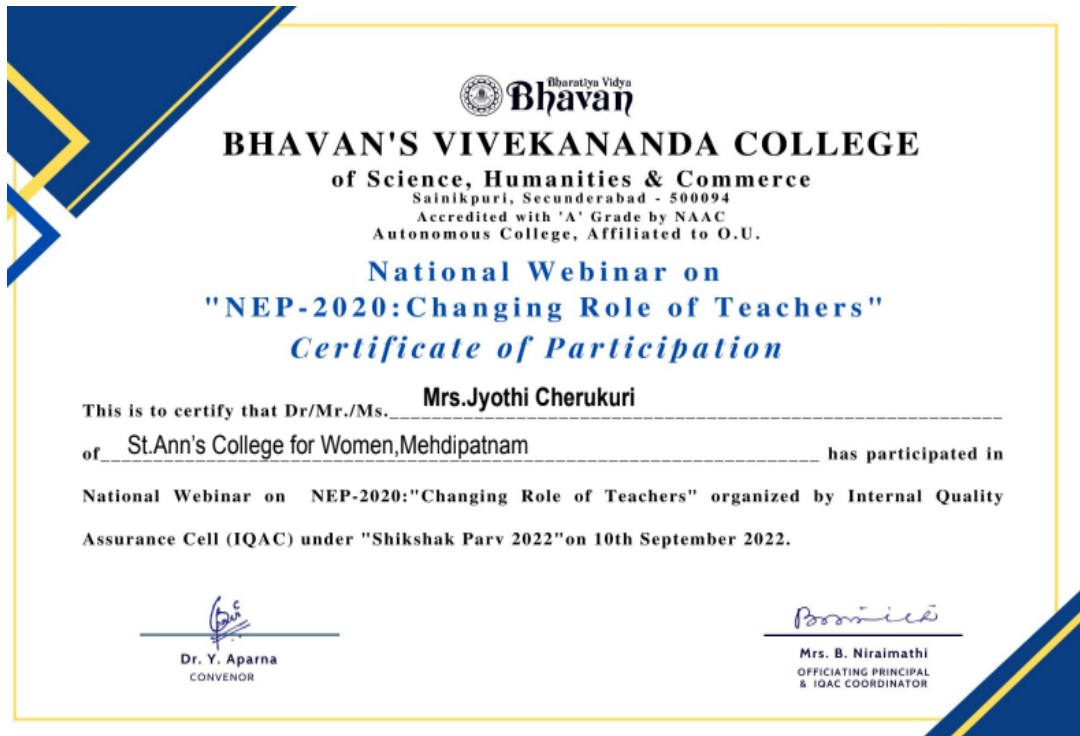 Bharatiya Vidya
Bhavan
BHAVAN'S VIVEKANANDA COLLEGE
of Science, Humanities & Commerce
Sainikpuri, Secunderabad - 500094
Accredited with 'A' Grade by NAAC
Autonomous College, Affiliated to O.U.
National Webinar on
"NEP-2020:Changing Role of Teachers"
Certificate of Participation
This is to certify that Dr/Mr./Ms. Mrs.Jyothi Cherukuri
of St.Ann's College for Women,Mehdipatnam has participated in
National Webinar on NEP-2020:"Changing Role of Teachers" organized by Internal Quality
Assurance Cell (IQAC) under "Shikshak Parv 2022"on 10th September 2022.
Dr. Y. Aparna
CONVENOR
Mrs. B. Niraimathi
OFFICIATING PRINCIPAL
& IQAC COORDINATOR